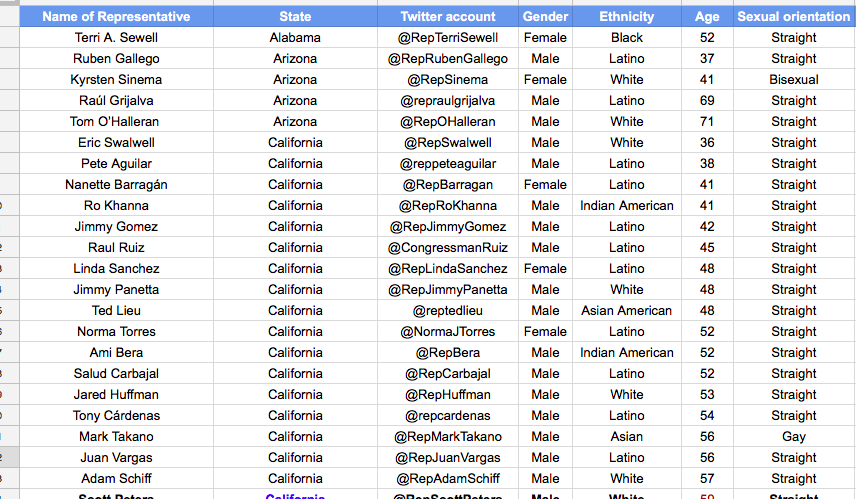 Name of Representative State Twitter account Gender Ethnicity Age Sexual orientation
Terri A. Sewell Alabama @RepTerriSewell Female Black 52 Straight
Ruben Gallego Arizona @RepRubenGallego Male Latino 37 Straight
Kyrsten Sinema Arizona @RepSinema Female White 41 Bisexual
Raúl Grijalva Arizona @repraulgrijalva Male Latino 69 Straight
Tom O'Halleran Arizona @RepOHalleran Male White 71 Straight
Eric Swalwell California @RepSwalwell Male White 36 Straight
Pete Aguilar California @reppeteaguilar Male Latino 38 Straight
Nanette Barragán California @RepBarragan Female Latino 41 Straight
Ro Khanna California @RepRoKhanna Male Indian American 41 Straight
Jimmy Gomez California @RepJimmyGomez Male Latino 42 Straight
Raul Ruiz California @CongressmanRuiz Male Latino 45 Straight
Linda Sanchez California @RepLindaSanchez Female Latino 48 Straight
Jimmy Panetta California @RepJimmyPanetta Male White 48 Straight
Ted Lieu California @reptedlieu Male Asian American 48 Straight
Norma Torres California @NormaJTorres Female Latino 52 Straight
Ami Bera California @RepBera Male Indian American 52 Straight
Salud Carbajal California @RepCarbajal Male Latino 52 Straight
Jared Huffman California @RepHuffman Male White 53 Straight
Tony Cárdenas California @repcardenas Male Latino 54 Straight
Mark Takano California @RepMarkTakano Male Asian 56 Gay
Juan Vargas California @RepJuanVargas Male Latino 56 Straight
Adam Schiff California @RepAdamSchiff Male White 57 Straight
Scott Peters California @RepScottPeters Male White 59 Straight